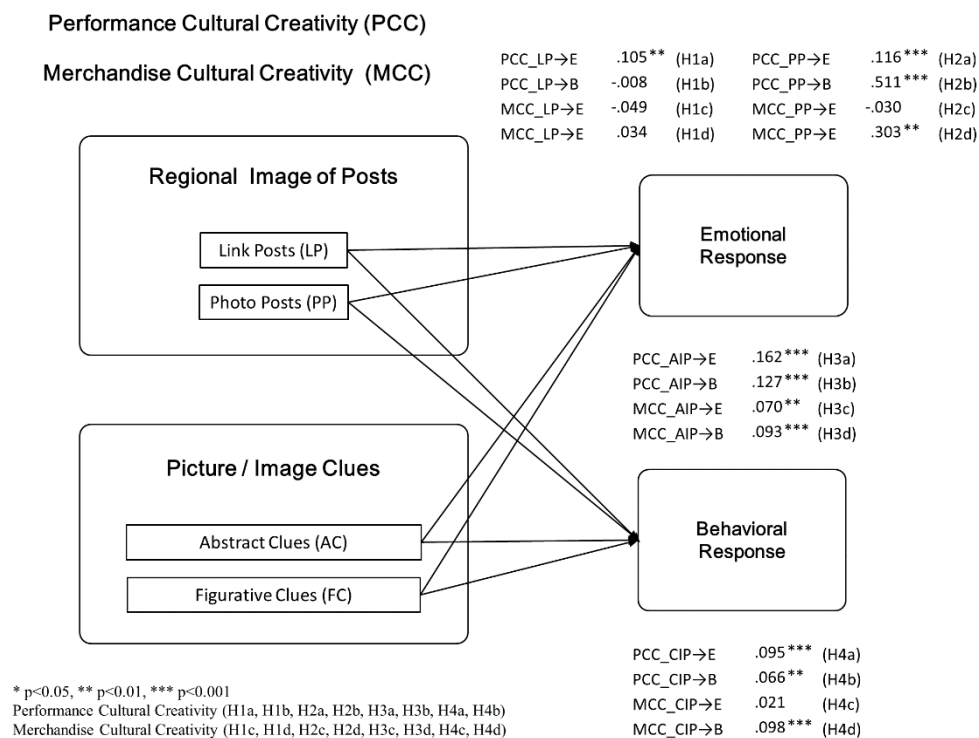 Performance Cultural Creativity (PCC)
Merchandise Cultural Creativity (MCC)
PCC_LP→E .105 ** (H1a) PCC_PP→E .116 *** (H2a)
PCC_LP→B -.008 (H1b) PCC_PP→B .511 *** (H2b)
MCC_LP→E -.049 (H1c) MCC_PP→E -.030 (H2c)
MCC_LP→E .034 (H1d) MCC_PP→E .303 ** (H2d)
Regional Image of Posts
Link Posts (LP)
Photo Posts (PP)
Emotional
Response
PCC_AIP→E .162 *** (H3a)
PCC_AIP→B .127 *** (H3b)
MCC_AIP→E .070 ** (H3c)
MCC_AIP→B .093 *** (H3d)
Picture / Image Clues
Abstract Clues (AC)
Figurative Clues (FC)
Behavioral
Response
PCC_CIP→E .095 *** (H4a)
PCC_CIP→B .066 ** (H4b)
MCC_CIP→E .021 (H4c)
MCC_CIP→B .098 *** (H4d)
* p<0.05, ** p<0.01, *** p<0.001
Performance Cultural Creativity (H1a, H1b, H2a, H2b, H3a, H3b, H4a, H4b)
Merchandise Cultural Creativity (H1c, H1d, H2c, H2d, H3c, H3d, H4c, H4d)